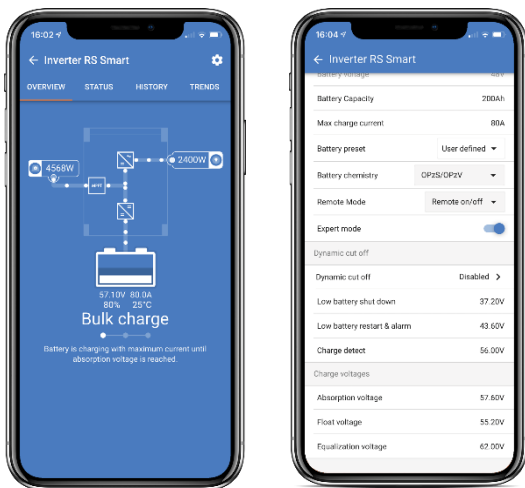 16:02
Inverter RS Smart
OVERVIEW STATUS HISTORY TRENDS
4568W
2400W
MPPT
57.10V 80.0A
80% 25°C
Bulk charge
Battery is charging with maximum current until
absorption voltage is reached.
16:04
Inverter RS Smart
Battery voltage 48V
Battery Capacity 200Ah
Max charge current 80A
Battery preset User defined
Battery chemistry OPzS/OPzV
Remote Mode Remote on/off
Expert mode
Dynamic cut off
Dynamic cut off Disabled
Low battery shut down 37.20V
Low battery restart & alarm 43.60V
Charge detect 56.00V
Charge voltages
Absorption voltage 57.60V
Float voltage 55.20V
Equalization voltage 62.00V